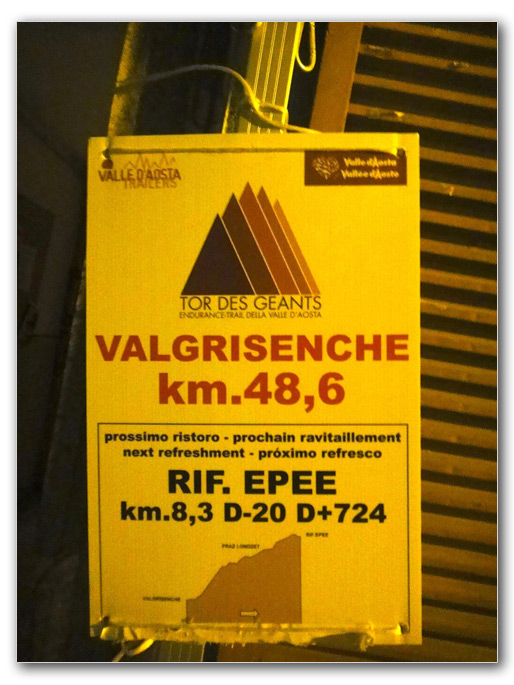 VALLE D'AOSTA
TRAILERS
Valle d'Aosta
Vallée d'Aoste
TOR DES GEANTS
ENDURANCE-TRAIL DELLA VALLE D'AOSTA
VALGRISENCHE
km.48,6
prossimo ristoro - prochain ravitaillement
next refreshment - próximo refresco
RIF. EPEE
km.8,3 D-20 D+724
RIF EPEE
PRAZ LONGGET
VALGRISENCHE